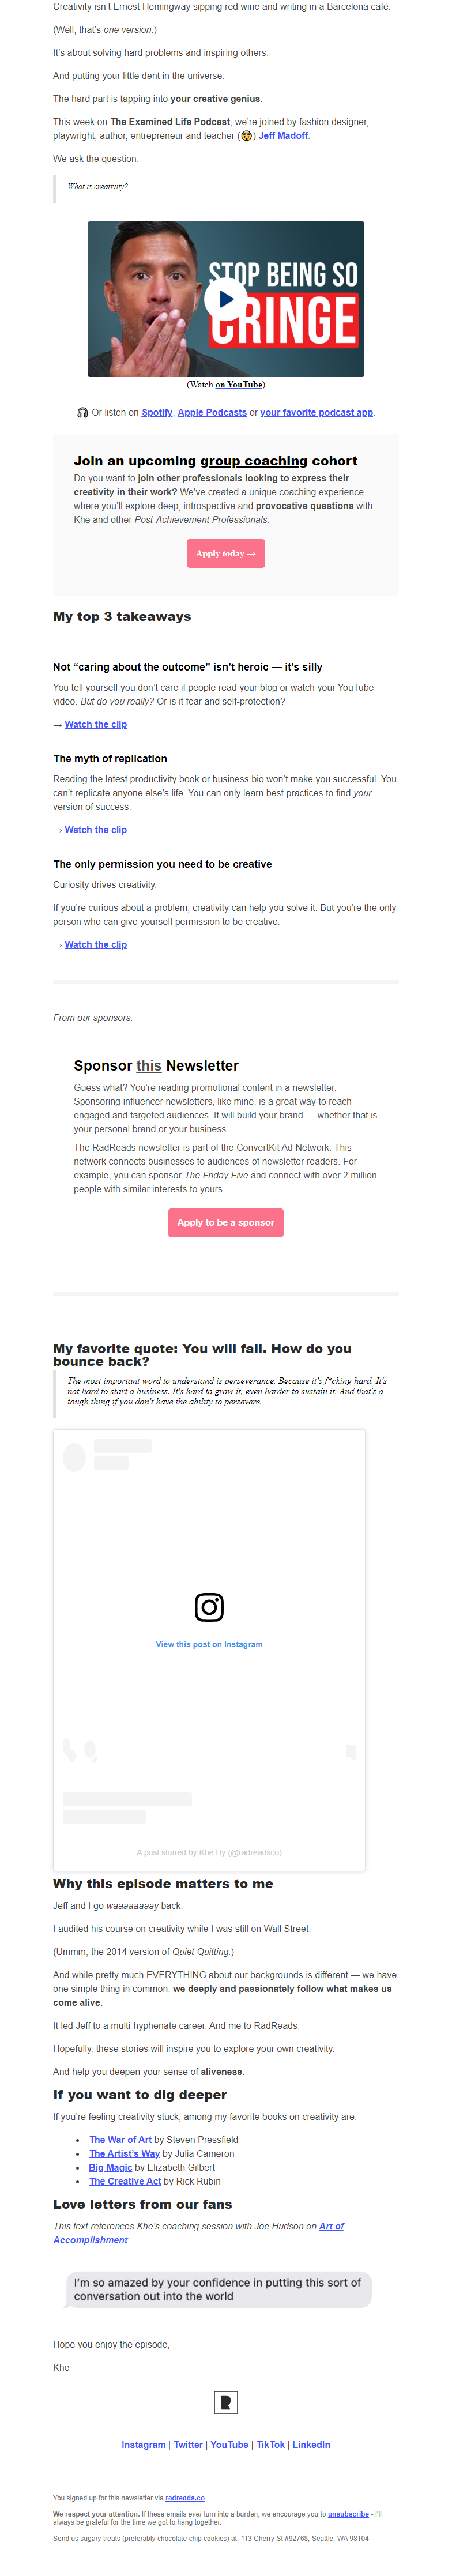 Creativity isn't Ernest Hemingway sipping red wine and writing in a Barcelona café.
(Well, that's one version.)
It's about solving hard problems and inspiring others.
And putting your little dent in the universe.
The hard part is tapping into your creative genius.
This week on The Examined Life Podcast, we're joined by fashion designer,
playwright, author, entrepreneur and teacher (😳) Jeff Madoff.
We ask the question:
What is creativity?
STOP BEING SO
CRINGE
(Watch on YouTube)
🎧 Or listen on Spotify, Apple Podcasts or your favorite podcast app.
Join an upcoming group coaching cohort
Do you want to join other professionals looking to express their
creativity in their work? We've created a unique coaching experience
where you'll explore deep, introspective and provocative questions with
Khe and other Post-Achievement Professionals.
Apply today →
My top 3 takeaways
Not “caring about the outcome” isn't heroic — it's silly
You tell yourself you don't care if people read your blog or watch your YouTube
video. But do you really? Or is it fear and self-protection?
→ Watch the clip
The myth of replication
Reading the latest productivity book or business bio won't make you successful. You
can't replicate anyone else's life. You can only learn best practices to find your
version of success.
→ Watch the clip
The only permission you need to be creative
Curiosity drives creativity.
If you're curious about a problem, creativity can help you solve it. But you're the only
person who can give yourself permission to be creative.
→ Watch the clip
From our sponsors:
Sponsor this Newsletter
Guess what? You're reading promotional content in a newsletter.
Sponsoring influencer newsletters, like mine, is a great way to reach
engaged and targeted audiences. It will build your brand — whether that is
your personal brand or your business.
The RadReads newsletter is part of the ConvertKit Ad Network. This
network connects businesses to audiences of newsletter readers. For
example, you can sponsor The Friday Five and connect with over 2 million
people with similar interests to yours.
Apply to be a sponsor
My favorite quote: You will fail. How do you
bounce back?
The most important word to understand is perseverance. Because it's f*cking hard. It's
not hard to start a business. It's hard to grow it, even harder to sustain it. And that's a
tough thing if you don't have the ability to persevere.
View this post on Instagram
A post shared by Khe Hy (@radreadsco)
Why this episode matters to me
Jeff and I go waaaaaaaay back.
I audited his course on creativity while I was still on Wall Street.
(Ummm, the 2014 version of Quiet Quitting.)
And while pretty much EVERYTHING about our backgrounds is different — we have
one simple thing in common: we deeply and passionately follow what makes us
come alive.
It led Jeff to a multi-hyphenate career. And me to RadReads.
Hopefully, these stories will inspire you to explore your own creativity.
And help you deepen your sense of aliveness.
If you want to dig deeper
If you're feeling creativity stuck, among my favorite books on creativity are:
• The War of Art by Steven Pressfield
• The Artist's Way by Julia Cameron
• Big Magic by Elizabeth Gilbert
• The Creative Act by Rick Rubin
Love letters from our fans
This text references Khe's coaching session with Joe Hudson on Art of
Accomplishment:
I'm so amazed by your confidence in putting this sort of
conversation out into the world
Hope you enjoy the episode,
Khe
R
Instagram | Twitter | YouTube | TikTok | LinkedIn
You signed up for this newsletter via radreads.co
We respect your attention. If these emails ever turn into a burden, we encourage you to unsubscribe - I'll
always be grateful for the time we got to hang together.
Send us sugary treats (preferably chocolate chip cookies) at: 113 Cherry St #92768, Seattle, WA 98104